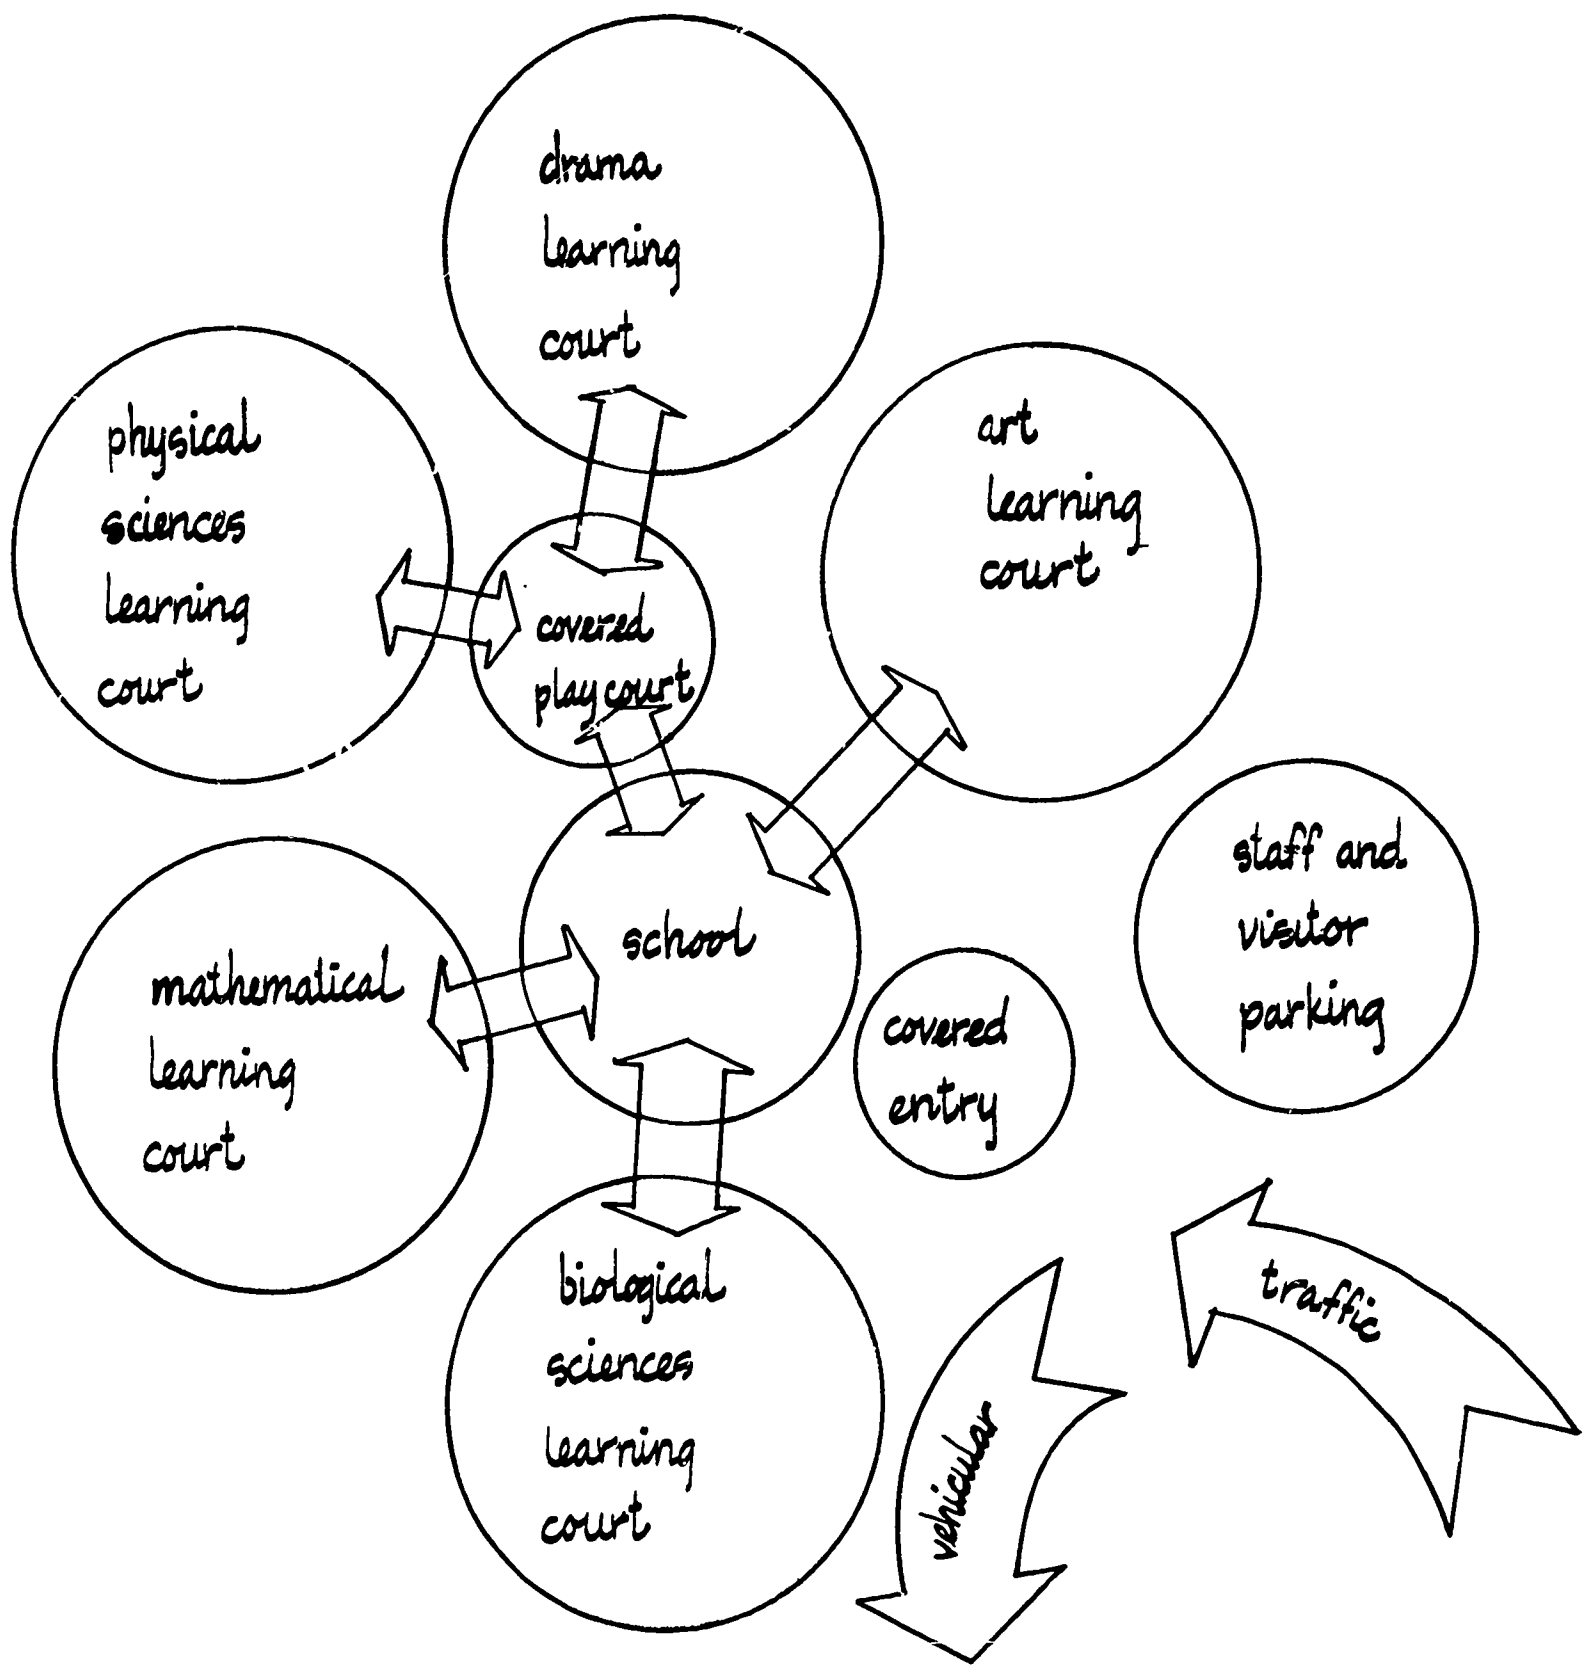 drama
learning
court
physical
sciences
learning
court
art
learning
court
covered
play court
school
staff and
visitor
parking
mathematical
learning
court
covered
entry
biological
sciences
learning
court
vehicular
traffic